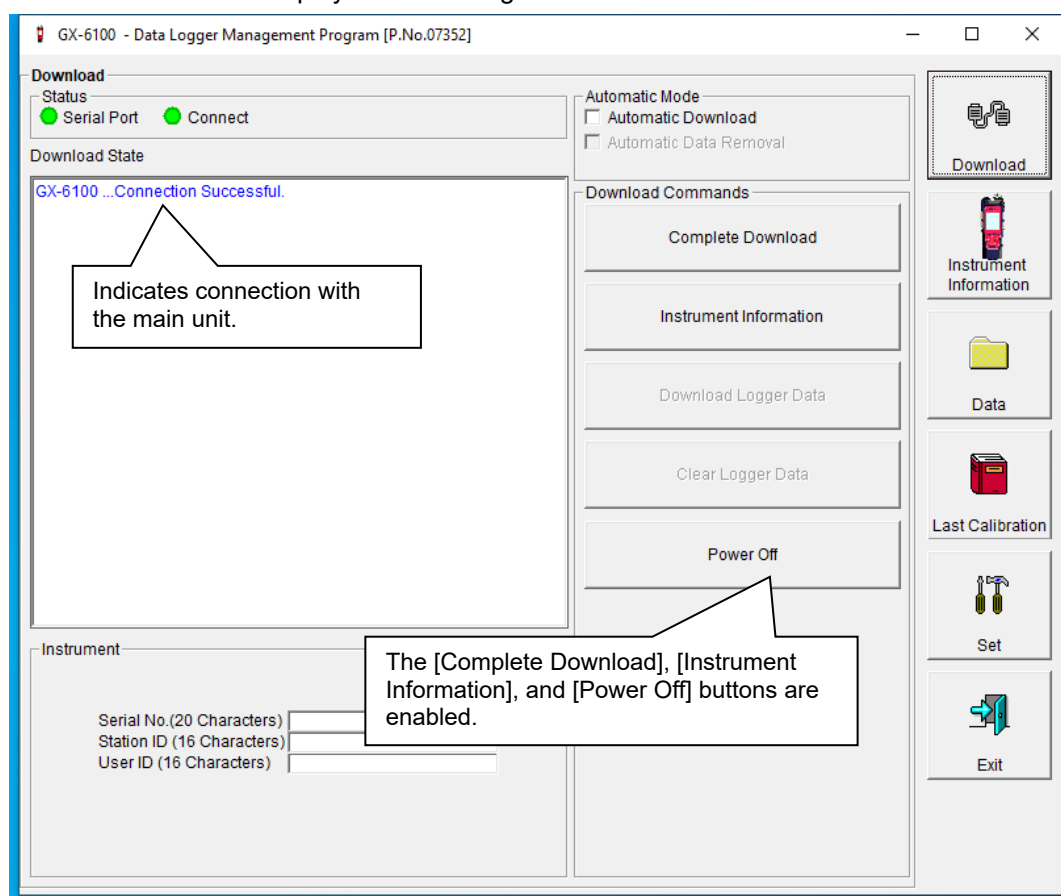 GX-6100 - Data Logger Management Program [P.No.07352]
Download
Status
Serial Port Connect
Download State
GX-6100 ...Connection Successful.
Indicates connection with
the main unit.
Automatic Mode
Automatic Download
Automatic Data Removal
Download Commands
Complete Download
Instrument Information
Download Logger Data
Clear Logger Data
Power Off
The [Complete Download], [Instrument
Information], and [Power Off] buttons are
enabled.
Instrument
Serial No.(20 Characters)
Station ID (16 Characters)
User ID (16 Characters)
Download
Instrument
Information
Data
Last Calibration
Set
Exit